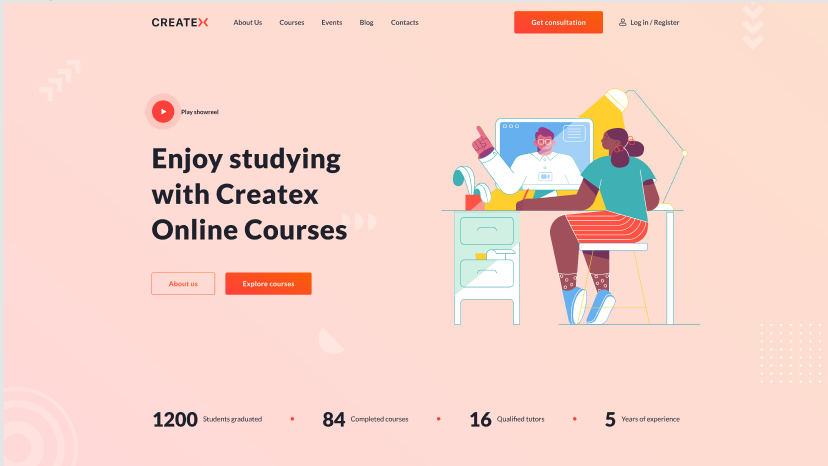 CREATEX
About Us
Courses
Events
Blog
Contacts
Get consultation
Log in / Register
Play showreel
Enjoy studying
with Createx
Online Courses
About us
Explore courses
1200 Students graduated
84 Completed courses
16 Qualified tutors
5 Years of experience